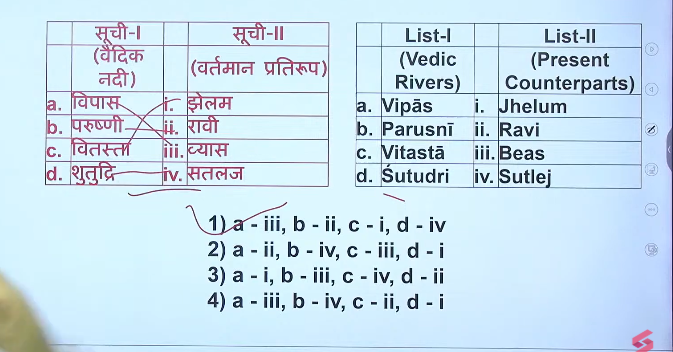 सूची-I सूची-II
(वैदिक नदी) (वर्तमान प्रतिरूप)
a. विपास i. झेलम
b. परुष्णी ii. रावी
c. वितस्ता iii. व्यास
d. शुतुद्रि iv. सतलज
List-I List-II
(Vedic Rivers) (Present Counterparts)
a. Vipās i. Jhelum
b. Parusnī ii. Ravi
c. Vitastā iii. Beas
d. Śutudri iv. Sutlej
1) a - iii, b - ii, c - i, d - iv
2) a - ii, b - iv, c - iii, d - i
3) a - i, b - iii, c - iv, d - ii
4) a - iii, b - iv, c - ii, d - i